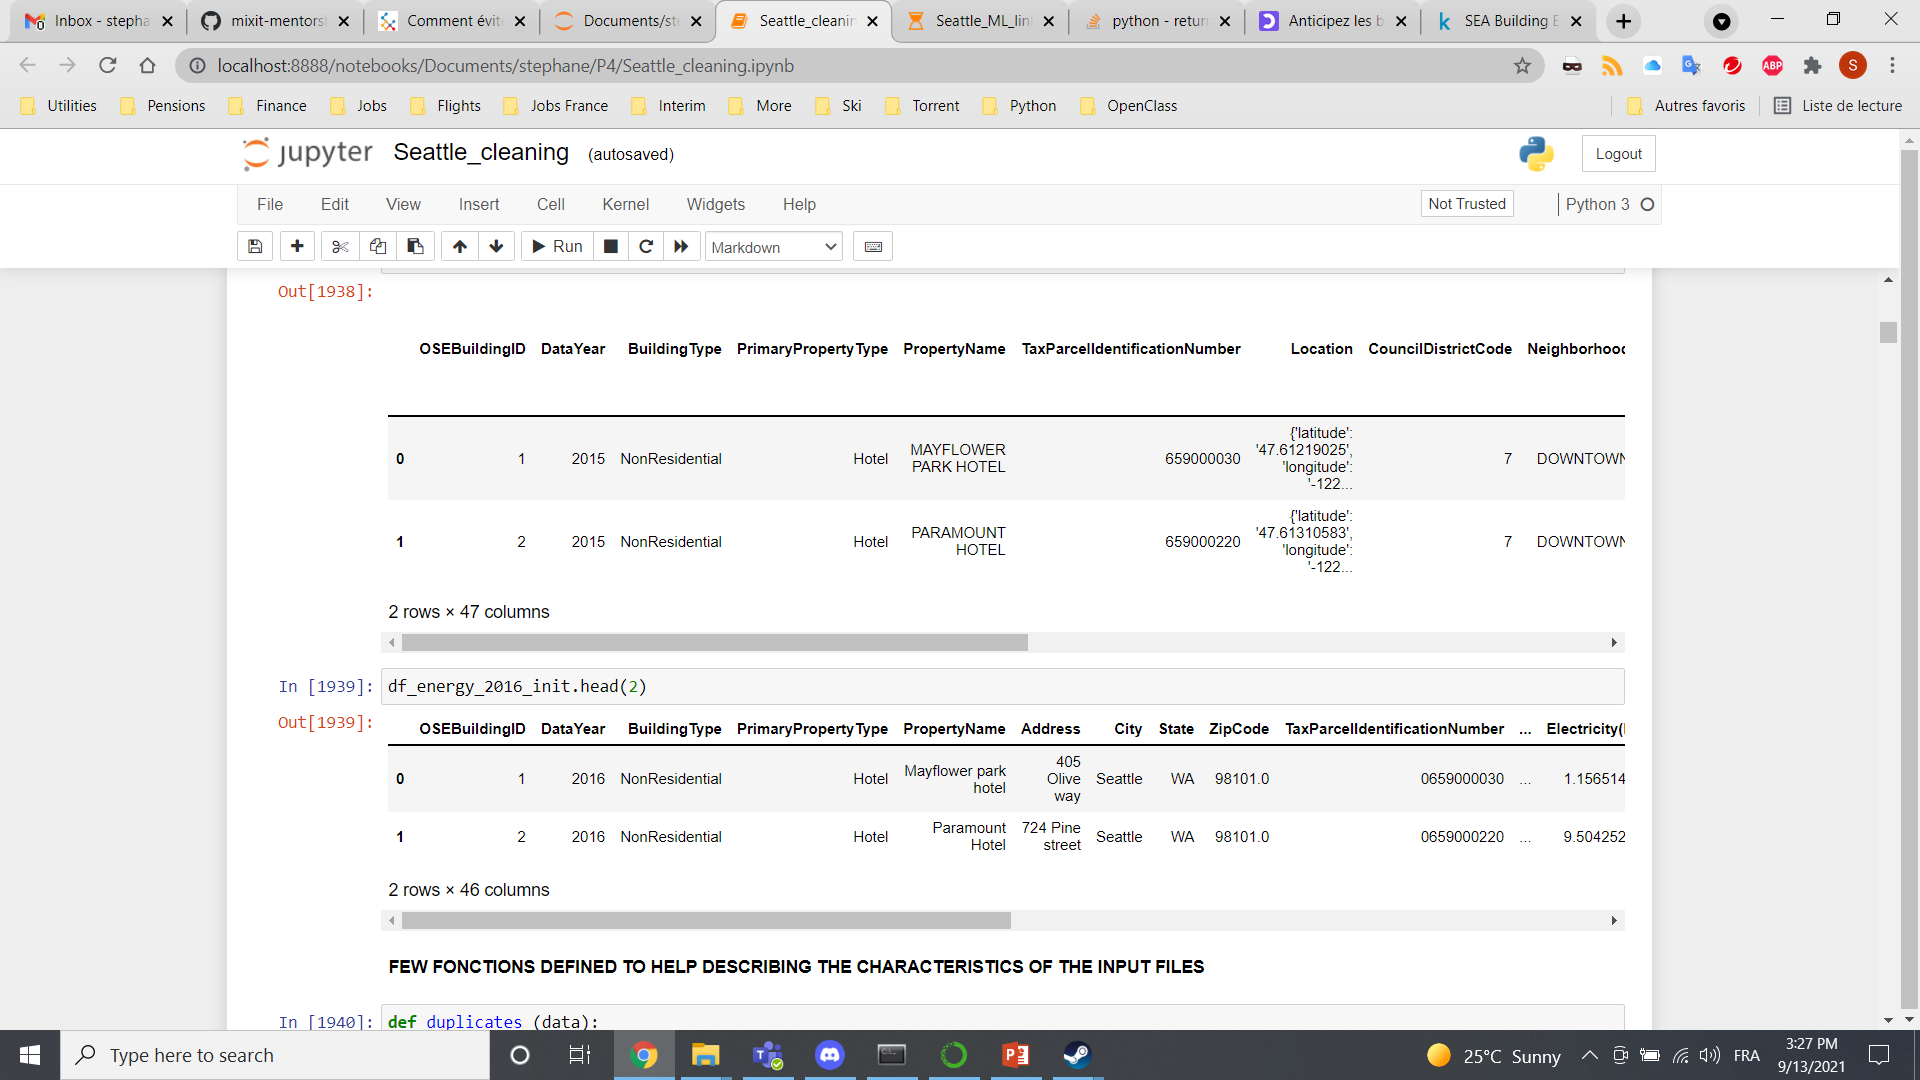 Inbox - stepha
mixit-mentors
Comment évit
Documents/ste
Seattle_cleanin
Seattle_ML_lin
python - retur
Anticipez les b
SEA Building E
localhost:8888/notebooks/Documents/stephane/P4/Seattle_cleaning.ipynb
ABP
S
Utilities
Pensions
Finance
Jobs
Flights
Jobs France
Interim
More
Ski
Torrent
Python
OpenClass
Autres favoris
Liste de lecture
jupyter Seattle_cleaning (autosaved)
Logout
File Edit View Insert Cell Kernel Widgets Help
Not Trusted
Python 3
Run
Markdown
Out[1938]:
OSEBuildingID DataYear BuildingType PrimaryPropertyType PropertyName TaxParcelIdentificationNumber Location CouncilDistrictCode Neighborhood
0 1 2015 NonResidential Hotel MAYFLOWER PARK HOTEL 659000030 {'latitude': '47.61219025', 'longitude': '-122... 7 DOWNTOWN
1 2 2015 NonResidential Hotel PARAMOUNT HOTEL 659000220 {'latitude': '47.61310583', 'longitude': '-122... 7 DOWNTOWN
2 rows × 47 columns
In [1939]: df_energy_2016_init.head(2)
Out[1939]:
OSEBuildingID DataYear BuildingType PrimaryPropertyType PropertyName Address City State ZipCode TaxParcelIdentificationNumber ... Electricity(
0 1 2016 NonResidential Hotel Mayflower park hotel 405 Olive way Seattle WA 98101.0 0659000030 ... 1.156514
1 2 2016 NonResidential Hotel Paramount Hotel 724 Pine street Seattle WA 98101.0 0659000220 ... 9.504252
2 rows × 46 columns
FEW FONCTIONS DEFINED TO HELP DESCRIBING THE CHARACTERISTICS OF THE INPUT FILES
In [1940]: def duplicates (data):
Type here to search
25°C Sunny
FRA
3:27 PM
9/13/2021